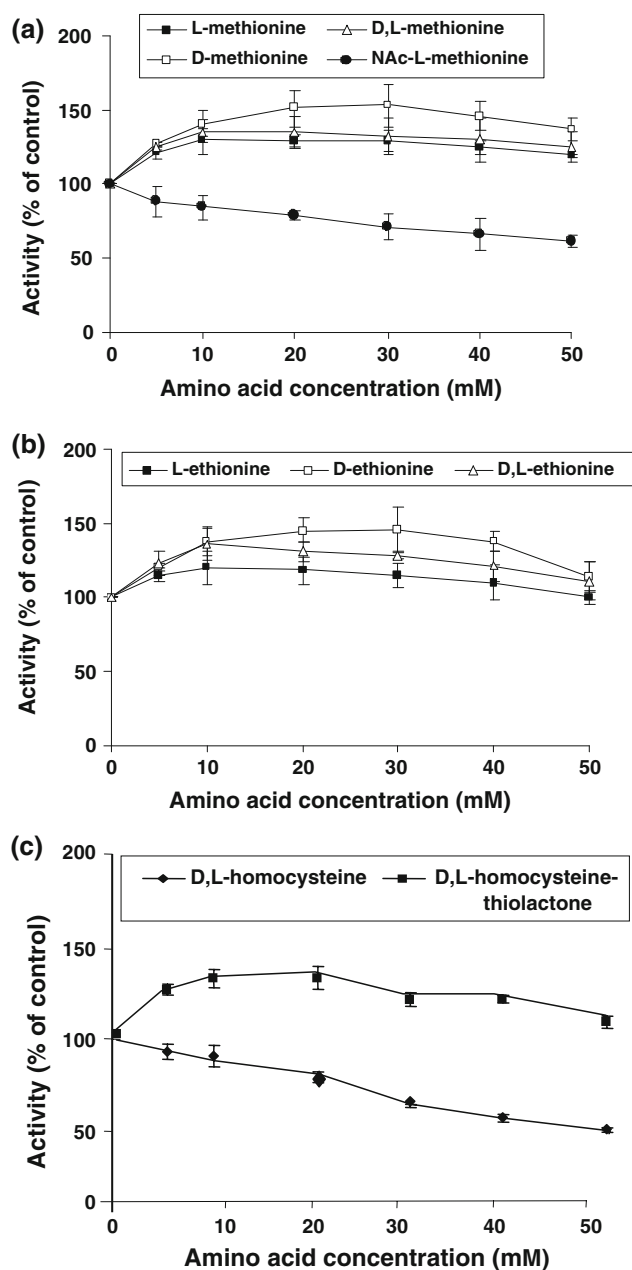 (a)
L-methionine D,L-methionine
D-methionine NAc-L-methionine
200
150
100
50
0
Activity (% of control)
0 10 20 30 40 50
Amino acid concentration (mM)
(b)
L-ethionine D-ethionine D,L-ethionine
200
150
100
50
0
Activity (% of control)
0 10 20 30 40 50
Amino acid concentration (mM)
(c)
D,L-homocysteine D,L-homocysteine-
thiolactone
200
150
100
50
0
Activity (% of control)
0 10 20 30 40 50
Amino acid concentration (mM)